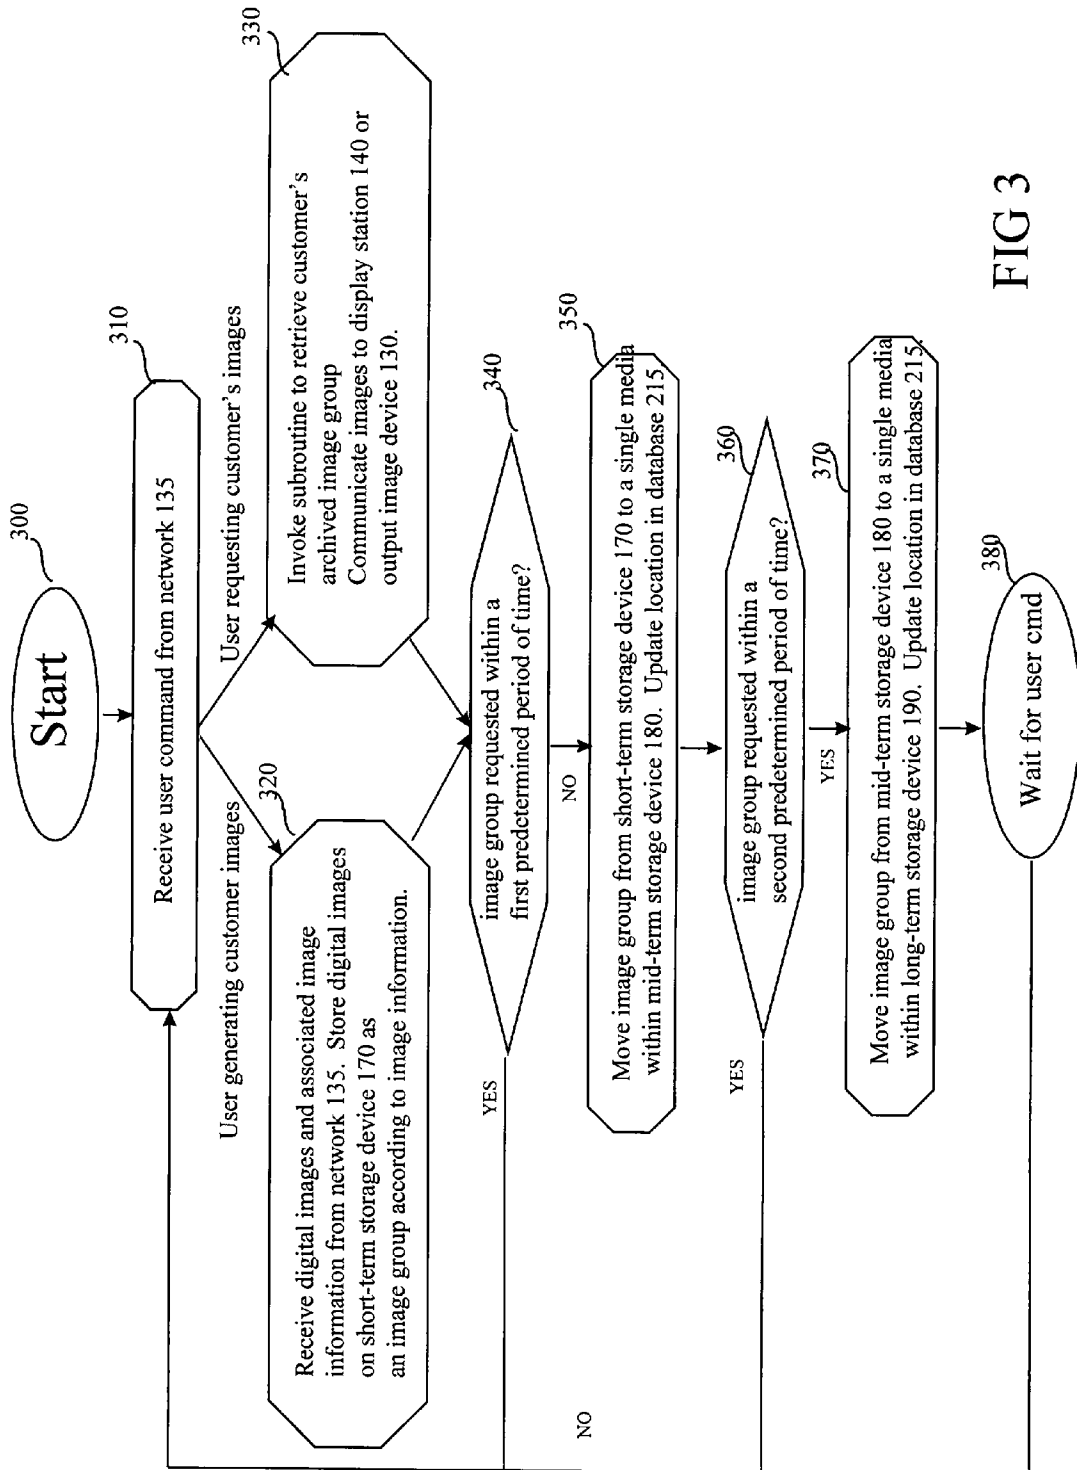 Start
300
Receive user command from network 135
310
User generating customer images
User requesting customer's images
320
Receive digital images and associated image
information from network 135. Store digital images
on short-term storage device 170 as
an image group according to image information.
330
Invoke subroutine to retrieve customer's
archived image group
Communicate images to display station 140 or
output image device 130.
340
image group requested within a
first predetermined period of time?
YES
NO
350
Move image group from short-term storage device 170 to a single media
within mid-term storage device 180. Update location in database 215.
360
image group requested within a
second predetermined period of time?
YES
YES
370
Move image group from mid-term storage device 180 to a single media
within long-term storage device 190. Update location in database 215.
380
Wait for user cmd
NO
FIG 3